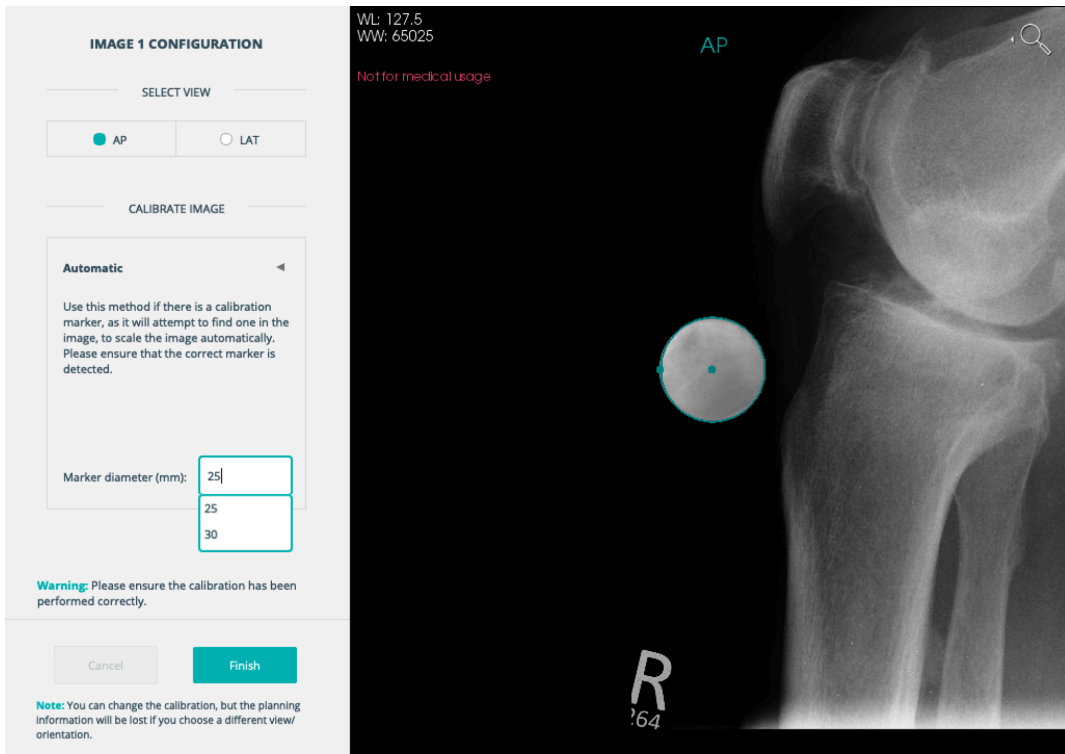 IMAGE 1 CONFIGURATION
SELECT VIEW
AP
LAT
CALIBRATE IMAGE
Automatic
Use this method if there is a calibration
marker, as it will attempt to find one in the
image, to scale the image automatically.
Please ensure that the correct marker is
detected.
Marker diameter (mm):
25
25
30
Warning: Please ensure the calibration has been
performed correctly.
Cancel
Finish
Note: You can change the calibration, but the planning
information will be lost if you choose a different view/
orientation.
WL: 127.5
WW: 65025
Not for medical usage
AP
R
264